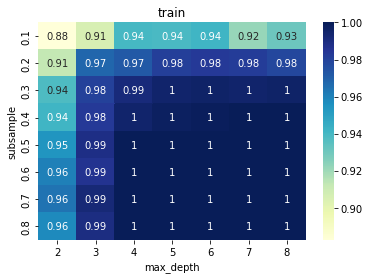 train
0.1 0.88 0.91 0.94 0.94 0.94 0.92 0.93
0.2 0.91 0.97 0.97 0.98 0.98 0.98 0.98
0.3 0.94 0.98 0.99 1 1 1 1
0.4 0.94 0.98 1 1 1 1 1
0.5 0.95 0.99 1 1 1 1 1
0.6 0.96 0.99 1 1 1 1 1
0.7 0.96 0.99 1 1 1 1 1
0.8 0.96 0.99 1 1 1 1 1
2 3 4 5 6 7 8
max_depth
subsample
1.00
0.98
0.96
0.94
0.92
0.90